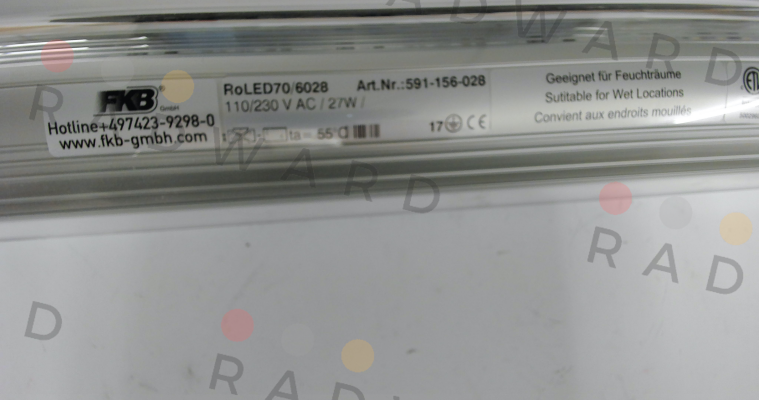 FKB GmbH
Hotline+497423-9298-0
www.fkb-gmbh.com
RoLED70/6028 Art.Nr.:591-156-028
110/230 V AC / 27W /
ta= 55
17 CE
Geeignet für Feuchträume
Sutitable for Wet Locations
Convient aux endroits mouillés
RADWARD
ADWARD
RAD
D
RAD